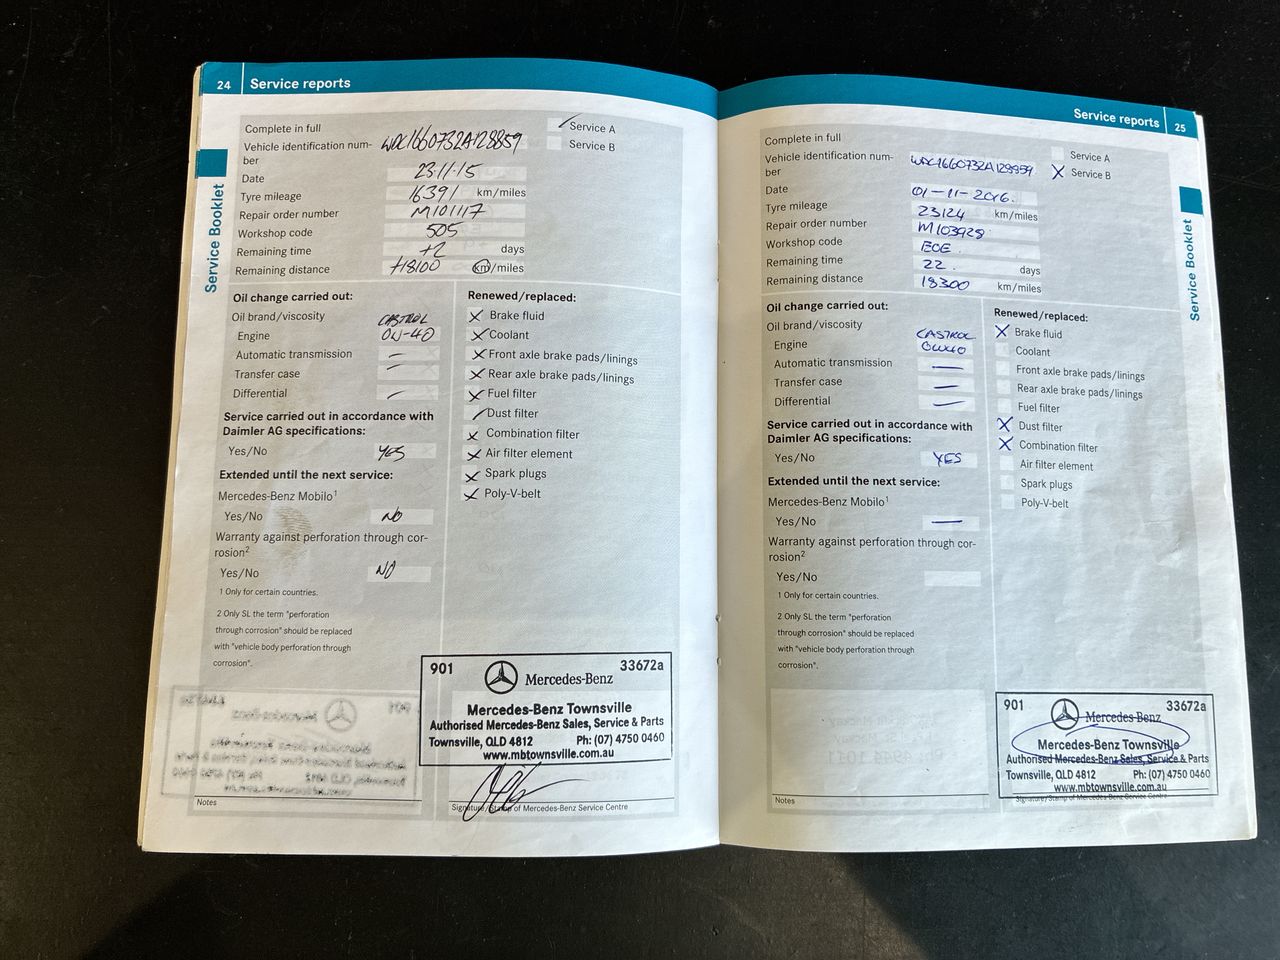 24 Service reports
Complete in full
Service A
Service B
Vehicle identification num-
ber
WDC1660732A128859
Date 23·11·15
Tyre mileage 16391 km/miles
Repair order number M101117
Workshop code 505
Remaining time +2 days
Remaining distance +18100 km/miles
Service Booklet
Oil change carried out:
Oil brand/viscosity
Engine CASTROL 0W-40
Automatic transmission —
Transfer case —
Differential —
Service carried out in accordance with
Daimler AG specifications:
Yes/No YES
Extended until the next service:
Mercedes-Benz Mobilo1
Yes/No NO
Warranty against perforation through cor-
rosion2
Yes/No NO
1 Only for certain countries.
2 Only SL the term "perforation
through corrosion" should be replaced
with "vehicle body perforation through
corrosion".
Renewed/replaced:
X Brake fluid
X Coolant
X Front axle brake pads/linings
X Rear axle brake pads/linings
X Fuel filter
Dust filter
X Combination filter
X Air filter element
X Spark plugs
X Poly-V-belt
901 33672a
Mercedes-Benz
Mercedes-Benz Townsville
Authorised Mercedes-Benz Sales, Service & Parts
Townsville, QLD 4812 Ph: (07) 4750 0460
www.mbtownsville.com.au
Notes
Signature/Stamp of Mercedes-Benz Service Centre
Service reports 25
Complete in full
Service A
X Service B
Vehicle identification num-
ber
WDC1660732A128859
Date 01-11-2016.
Tyre mileage 23124 km/miles
Repair order number M103928
Workshop code EOE.
Remaining time 22. days
Remaining distance 18300 km/miles
Service Booklet
Oil change carried out:
Oil brand/viscosity
Engine CASTROL 0W40
Automatic transmission —
Transfer case —
Differential —
Service carried out in accordance with
Daimler AG specifications:
Yes/No YES
Extended until the next service:
Mercedes-Benz Mobilo1
Yes/No —
Warranty against perforation through cor-
rosion2
Yes/No
1 Only for certain countries.
2 Only SL the term "perforation
through corrosion" should be replaced
with "vehicle body perforation through
corrosion".
Renewed/replaced:
X Brake fluid
Coolant
Front axle brake pads/linings
Rear axle brake pads/linings
Fuel filter
X Dust filter
X Combination filter
Air filter element
Spark plugs
Poly-V-belt
901 33672a
Mercedes-Benz
Mercedes-Benz Townsville
Authorised Mercedes-Benz Sales, Service & Parts
Townsville, QLD 4812 Ph: (07) 4750 0460
www.mbtownsville.com.au
Notes
Signature/Stamp of Mercedes-Benz Service Centre